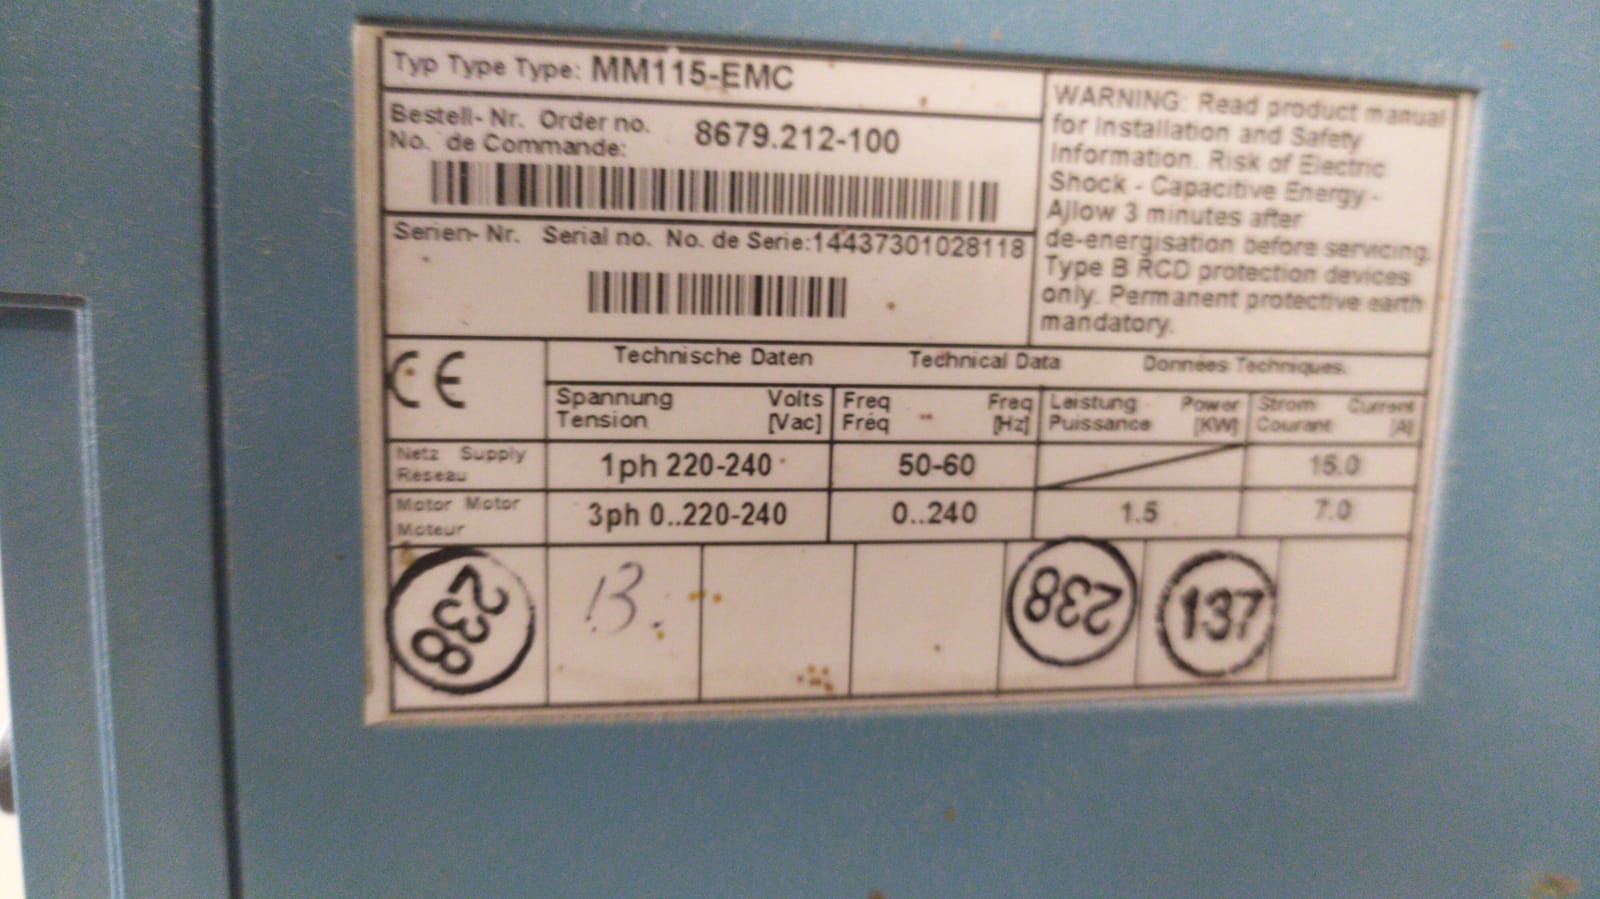 Typ Type Type: MM115-EMC
Bestell- Nr. Order no. 8679.212-100
No. de Commande:
Serien- Nr. Serial no. No. de Serie:14437301028118
WARNING: Read product manual
for Installation and Safety
Information. Risk of Electric
Shock - Capacitive Energy -
Allow 3 minutes after
de-energisation before servicing.
Type B RCD protection devices
only. Permanent protective earth
mandatory.
CE
Technische Daten Technical Data Données Techniques.
Spannung Volts Freq Freq Leistung Power Strom Current
Tension [Vac] Fréq [Hz] Puissance [KW] Courant [A]
Netz Supply
Réseau
1ph 220-240 50-60 15.0
Motor Motor
Moteur
3ph 0..220-240 0..240 1.5 7.0
238 13. 238 137